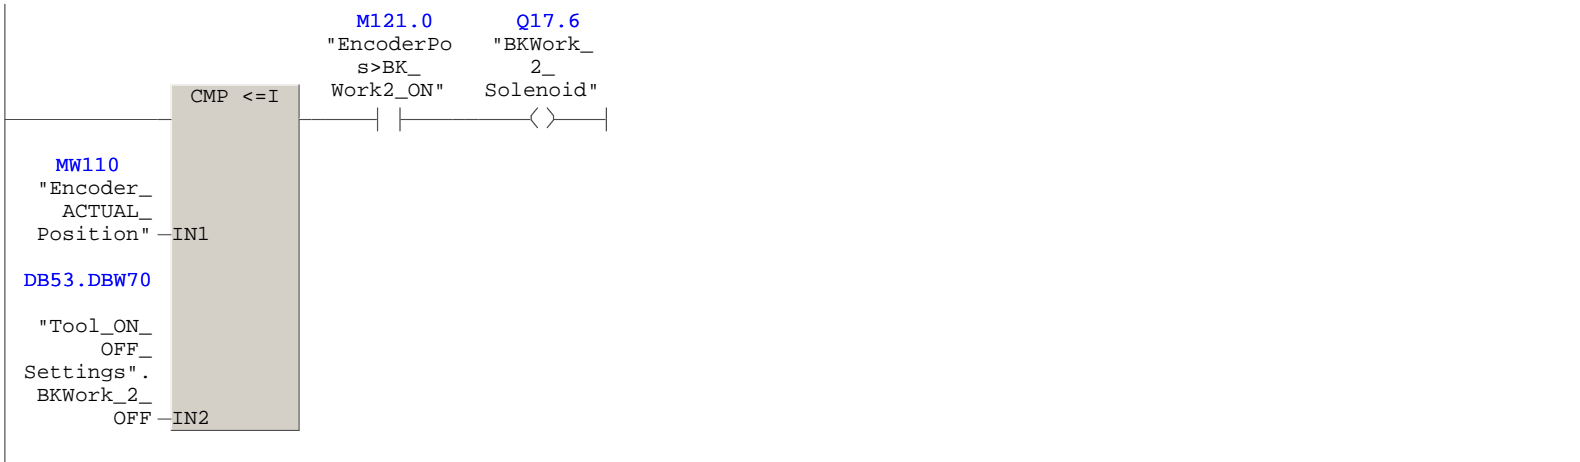 M121.0
"EncoderPo
s>BK_
Work2_ON"
Q17.6
"BKWork_
2_
Solenoid"
CMP <=I
MW110
"Encoder_
ACTUAL_
Position"
IN1
DB53.DBW70
"Tool_ON_
OFF_
Settings".
BKWork_2_
OFF
IN2